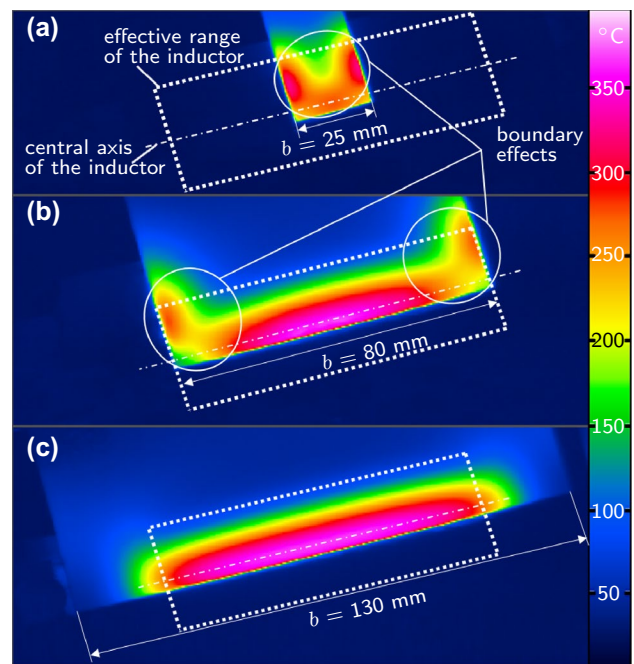 (a)
effective range
of the inductor
central axis
of the inductor
b = 25 mm
boundary
effects
(b)
b = 80 mm
(c)
b = 130 mm
°C
350
300
250
200
150
100
50